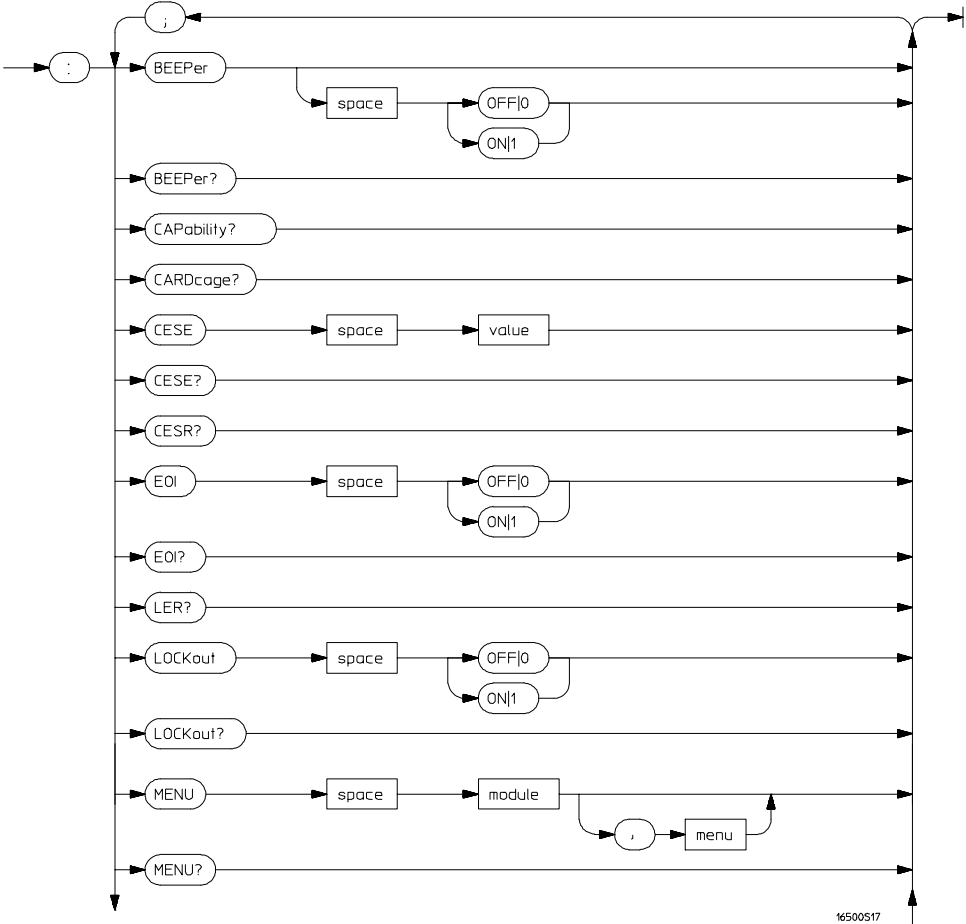 ;
: BEEPer
space OFF|0
ON|1
BEEPer?
CAPability?
CARDcage?
CESE space value
CESE?
CESR?
EOI space OFF|0
ON|1
EOI?
LER?
LOCKout space OFF|0
ON|1
LOCKout?
MENU space module
, menu
MENU?
16500S17